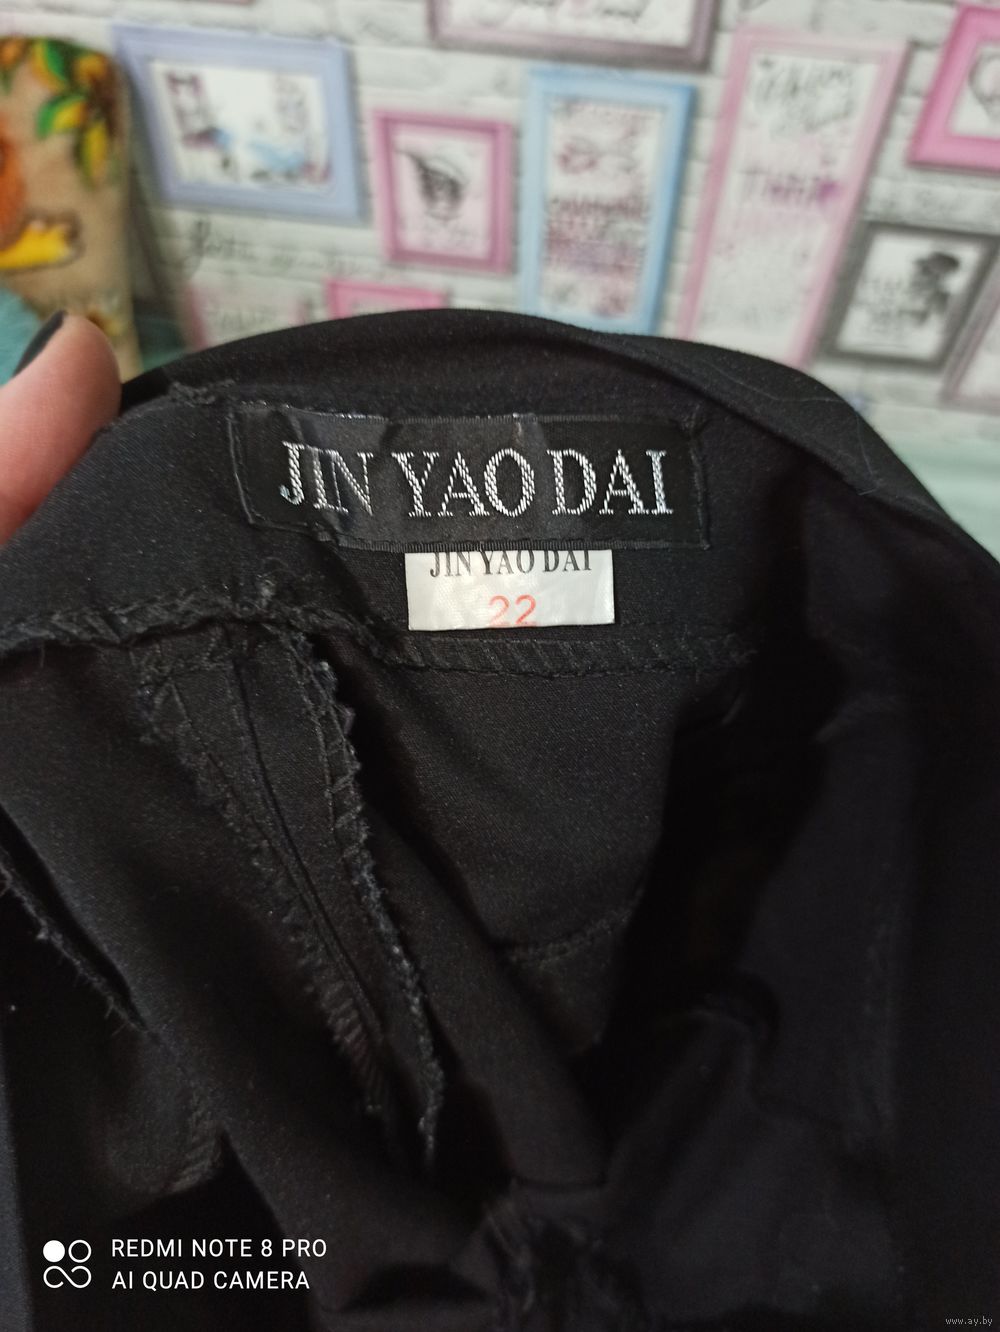 JIN YAO DAI
JIN YAO DAI
22
REDMI NOTE 8 PRO
AI QUAD CAMERA
www.ay.by